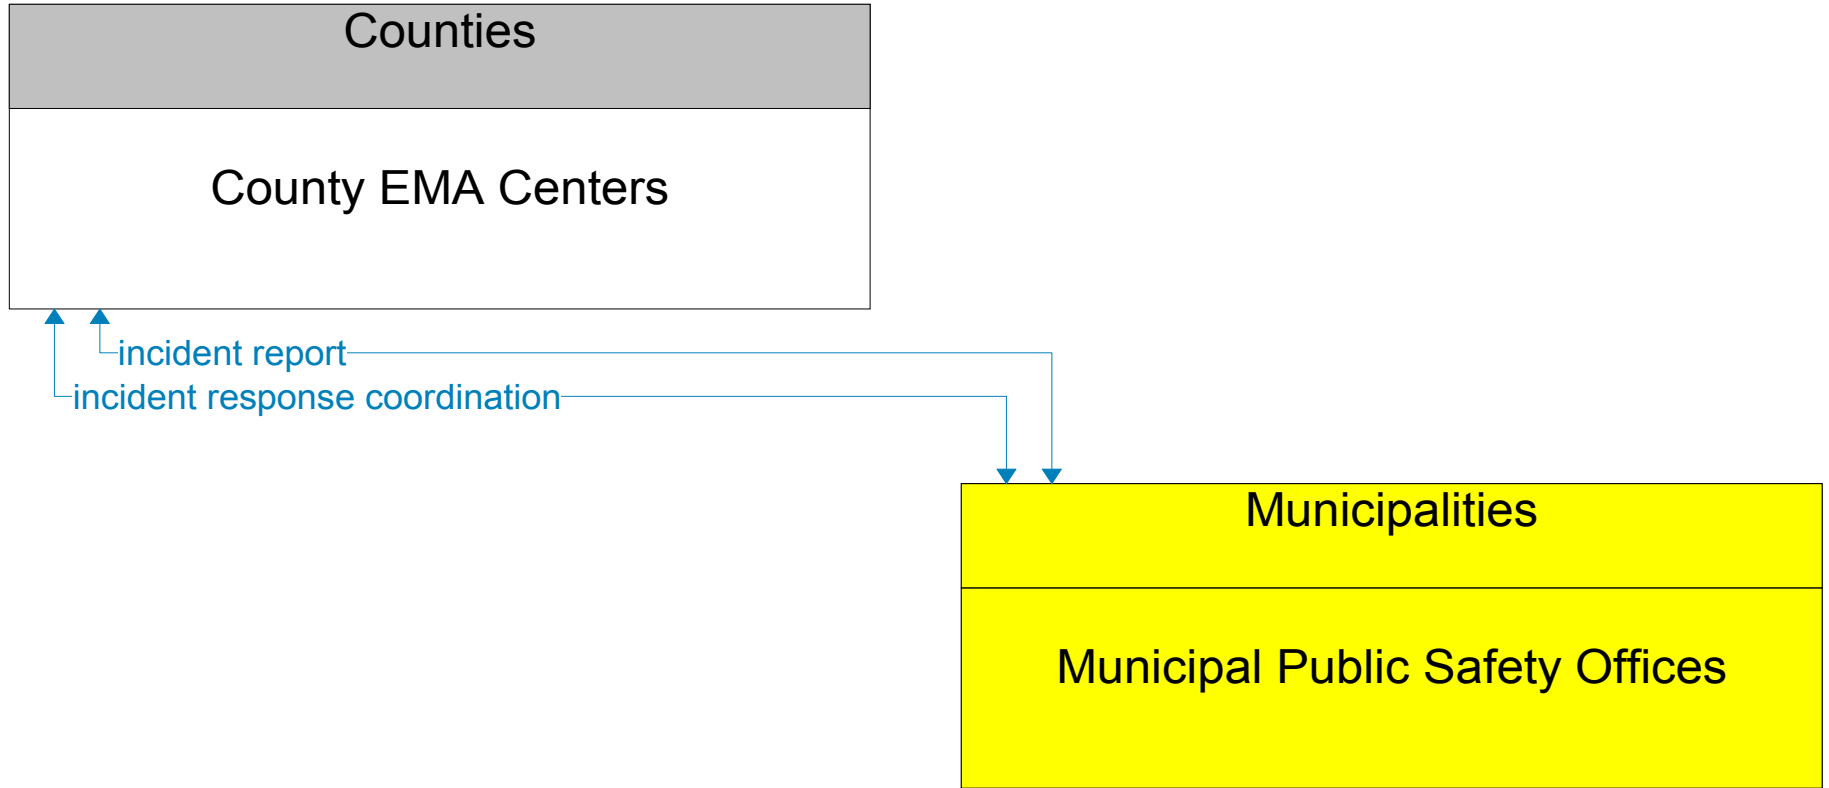 Counties
County EMA Centers
incident report
incident response coordination
Municipalities
Municipal Public Safety Offices